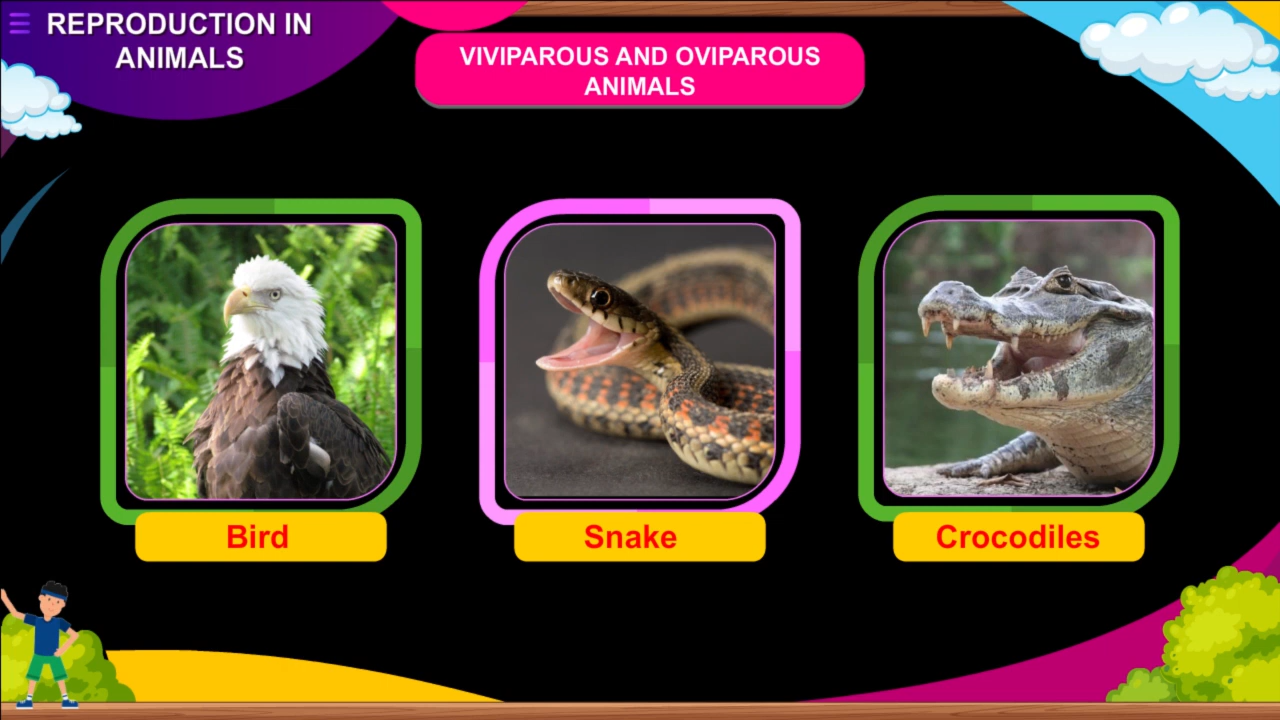 REPRODUCTION IN
ANIMALS
VIVIPAROUS AND OVIPAROUS
ANIMALS
Bird
Snake
Crocodiles